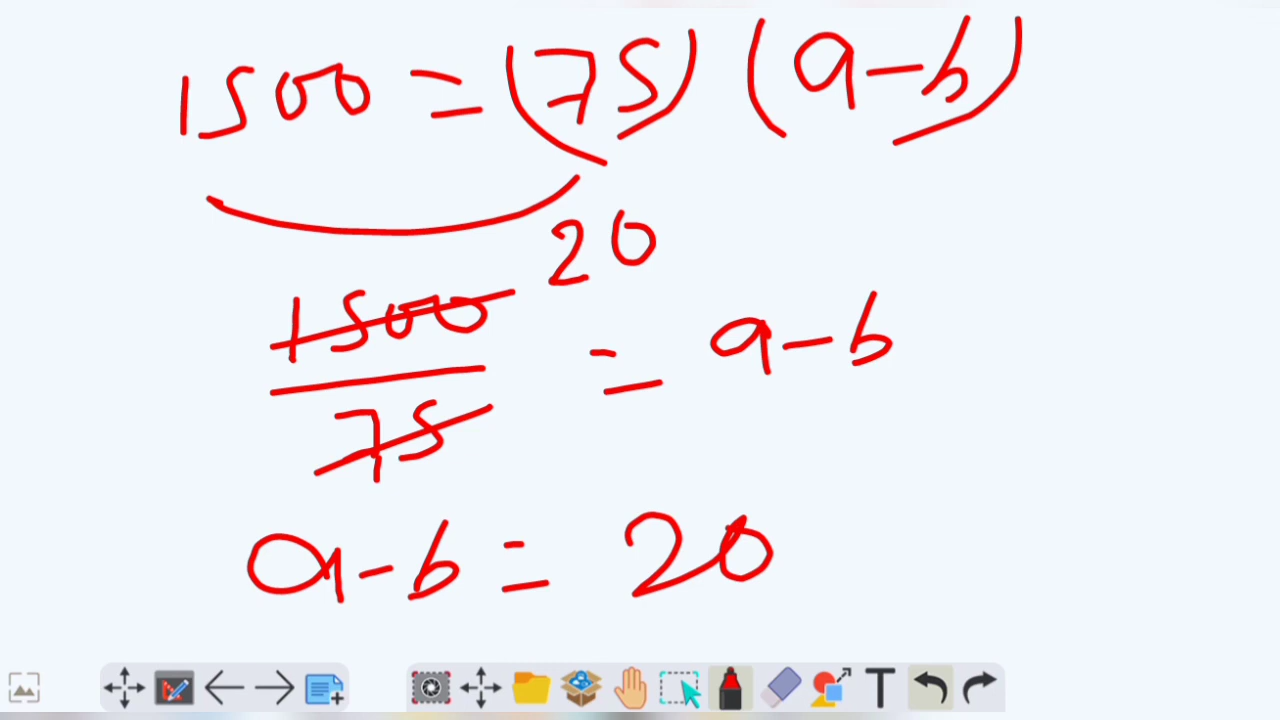 1500 = (75) (a-b)
20
1500
75
= a-b
a-b = 20
T